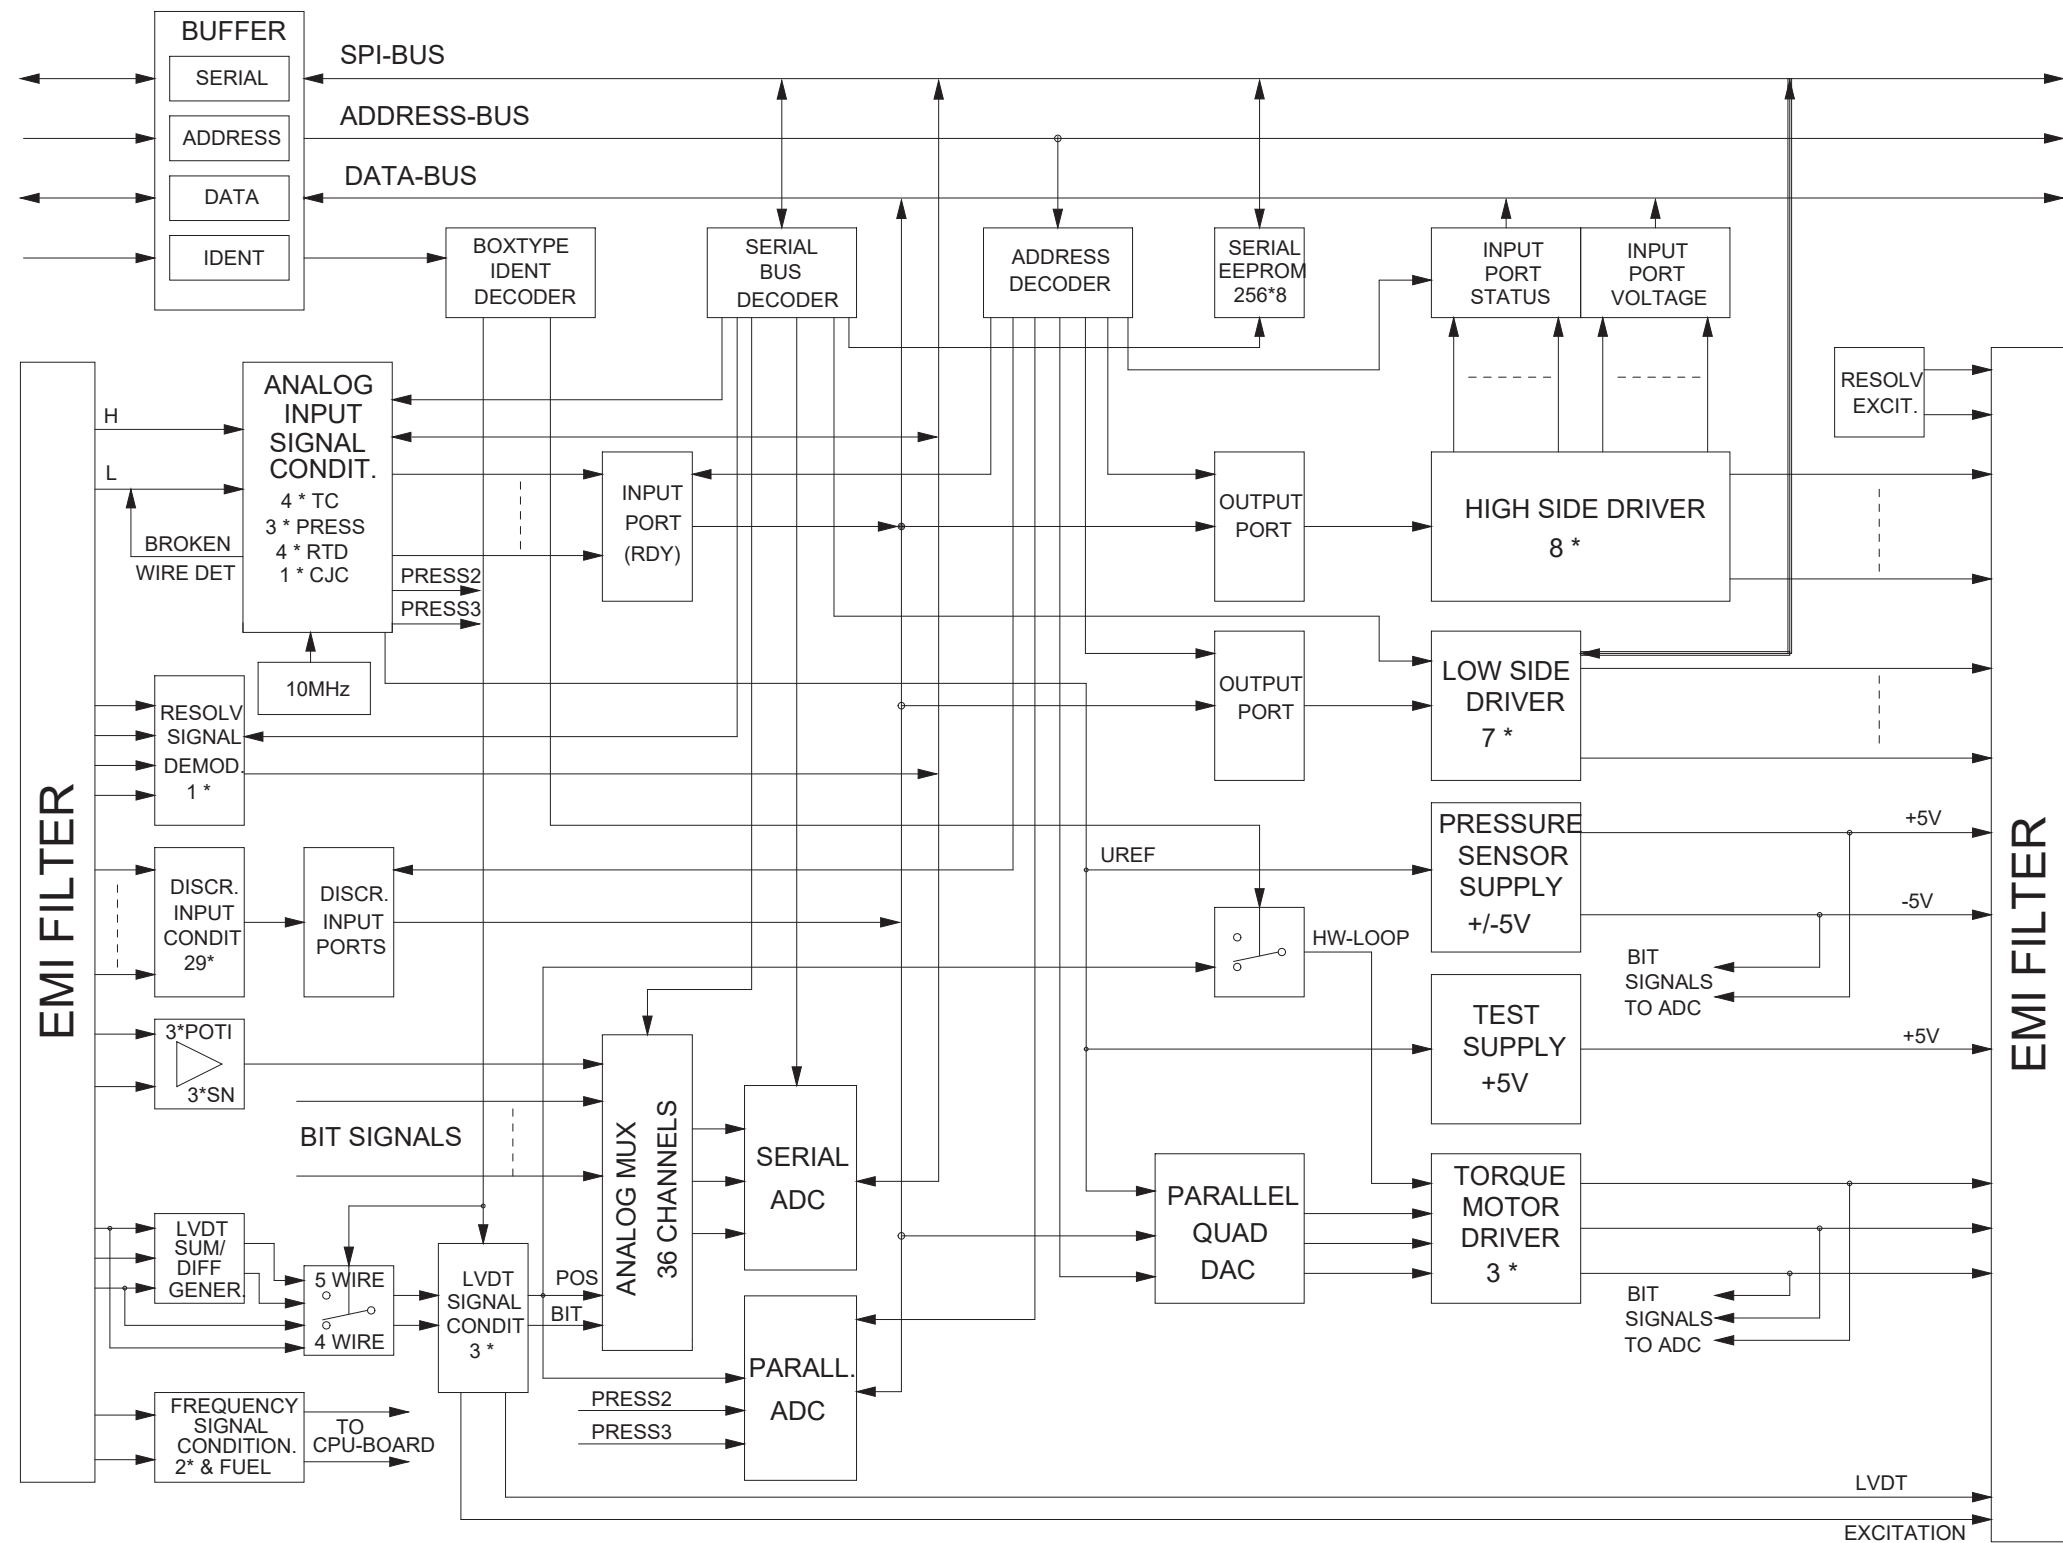 BUFFER
SERIAL
ADDRESS
DATA
IDENT
SPI-BUS
ADDRESS-BUS
DATA-BUS
BOXTYPE
IDENT
DECODER
SERIAL
BUS
DECODER
ADDRESS
DECODER
SERIAL
EEPROM
256*8
INPUT
PORT
STATUS
INPUT
PORT
VOLTAGE
RESOLV
EXCIT.
EMI FILTER
H
L
BROKEN
WIRE DET
ANALOG
INPUT
SIGNAL
CONDIT.
4 * TC
3 * PRESS
4 * RTD
1 * CJC
PRESS2
PRESS3
10MHz
INPUT
PORT
(RDY)
OUTPUT
PORT
HIGH SIDE DRIVER
8 *
OUTPUT
PORT
LOW SIDE
DRIVER
7 *
RESOLV
SIGNAL
DEMOD.
1 *
DISCR.
INPUT
CONDIT
29*
DISCR.
INPUT
PORTS
UREF
HW-LOOP
PRESSURE
SENSOR
SUPPLY
+/-5V
+5V
-5V
BIT
SIGNALS
TO ADC
TEST
SUPPLY
+5V
+5V
EMI FILTER
3*POTI
3*SN
BIT SIGNALS
ANALOG MUX
36 CHANNELS
SERIAL
ADC
PARALLEL
QUAD
DAC
TORQUE
MOTOR
DRIVER
3 *
BIT
SIGNALS
TO ADC
LVDT
SUM/
DIFF
GENER.
5 WIRE
4 WIRE
LVDT
SIGNAL
CONDIT
3 *
POS
BIT
PARALL.
ADC
PRESS2
PRESS3
FREQUENCY
SIGNAL
CONDITION.
2* & FUEL
TO
CPU-BOARD
LVDT
EXCITATION